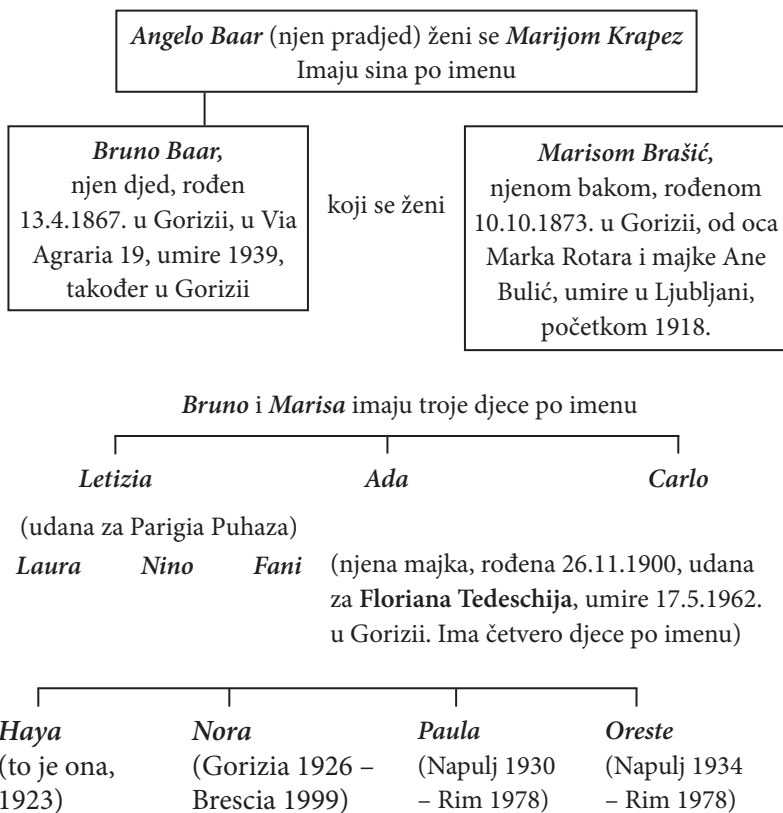 Angelo Baar (njen pradjed) ženi se Marijom Krapez
Imaju sina po imenu
Bruno Baar,
njen djed, rođen
13.4.1867. u Gorizii, u Via
Agraria 19, umire 1939,
također u Gorizii
koji se ženi
Marisom Brašić,
njenom bakom, rođenom
10.10.1873. u Gorizii, od oca
Marka Rotara i majke Ane
Bulić, umire u Ljubljani,
početkom 1918.
Bruno i Marisa imaju troje djece po imenu
Letizia Ada Carlo
(udana za Parigia Puhaza)
Laura Nino Fani
(njena majka, rođena 26.11.1900, udana
za Floriana Tedeschija, umire 17.5.1962.
u Gorizii. Ima četvero djece po imenu)
Haya
(to je ona,
1923)
Nora
(Gorizia 1926 –
Brescia 1999)
Paula
(Napulj 1930
– Rim 1978)
Oreste
(Napulj 1934
– Rim 1978)